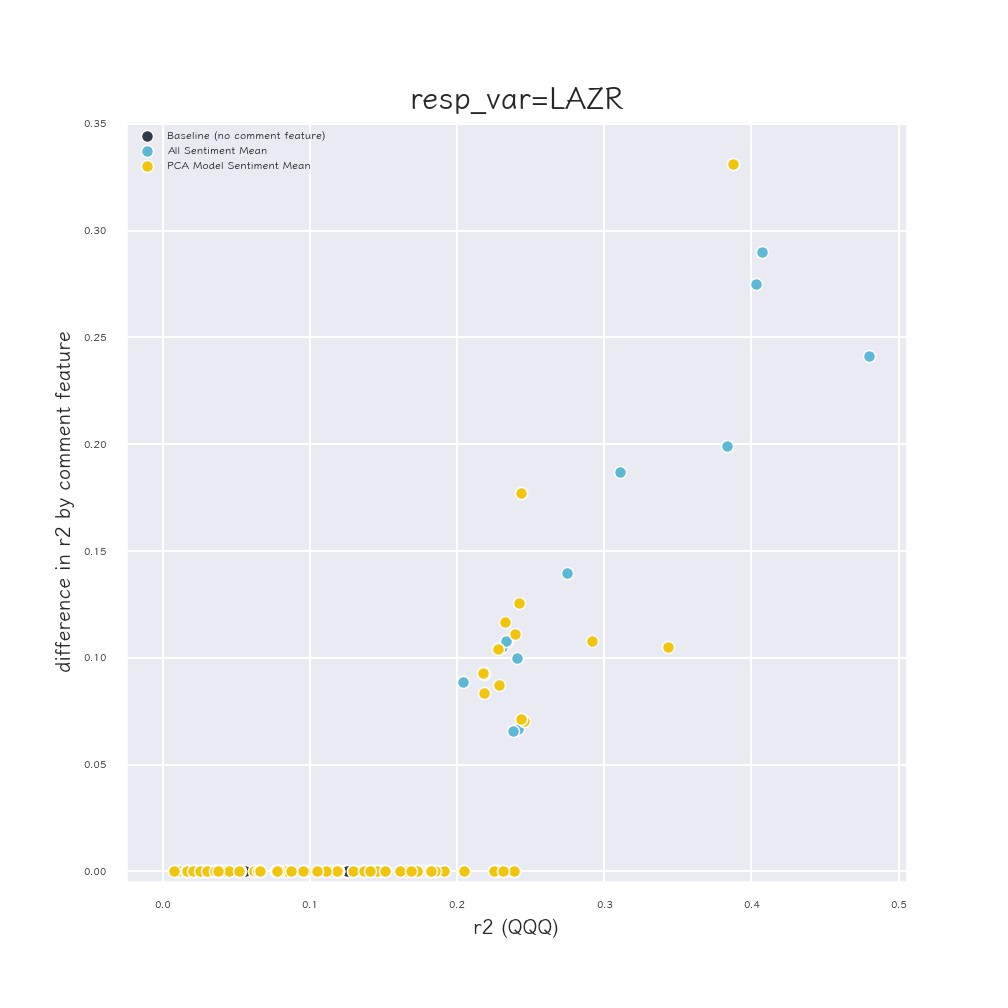 resp_var=LAZR
0.35
Baseline (no comment feature)
All Sentiment Mean
PCA Model Sentiment Mean
0.30
0.25
0.20
0.15
0.10
0.05
0.00
difference in r2 by comment feature
0.0 0.1 0.2 0.3 0.4 0.5
r2 (QQQ)